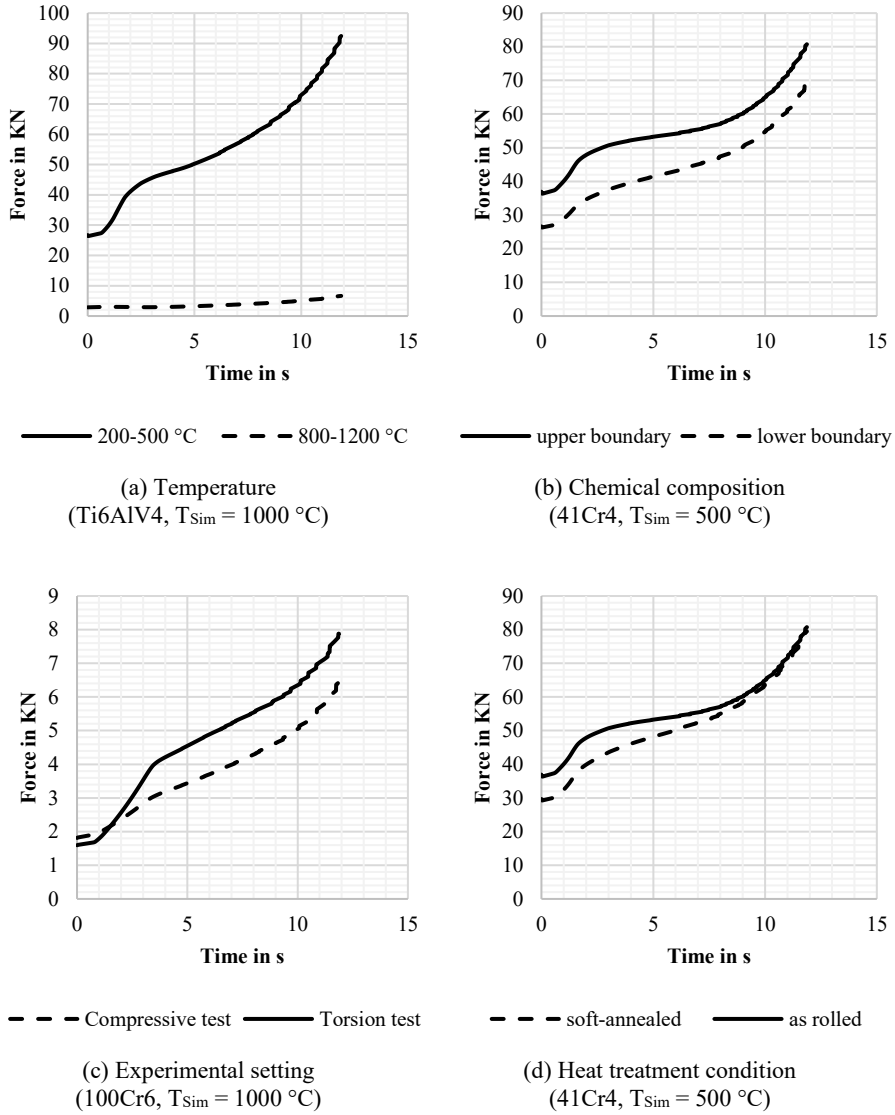 100
90
80
70
60
50
40
30
20
10
0
Force in KN
0 5 10 15
Time in s
200-500 °C 800-1200 °C
(a) Temperature
(Ti6AlV4, TSim = 1000 °C)
90
80
70
60
50
40
30
20
10
0
Force in KN
0 5 10 15
Time in s
upper boundary lower boundary
(b) Chemical composition
(41Cr4, TSim = 500 °C)
9
8
7
6
5
4
3
2
1
0
Force in KN
0 5 10 15
Time in s
Compressive test Torsion test
(c) Experimental setting
(100Cr6, TSim = 1000 °C)
90
80
70
60
50
40
30
20
10
0
Force in KN
0 5 10 15
Time in s
soft-annealed as rolled
(d) Heat treatment condition
(41Cr4, TSim = 500 °C)